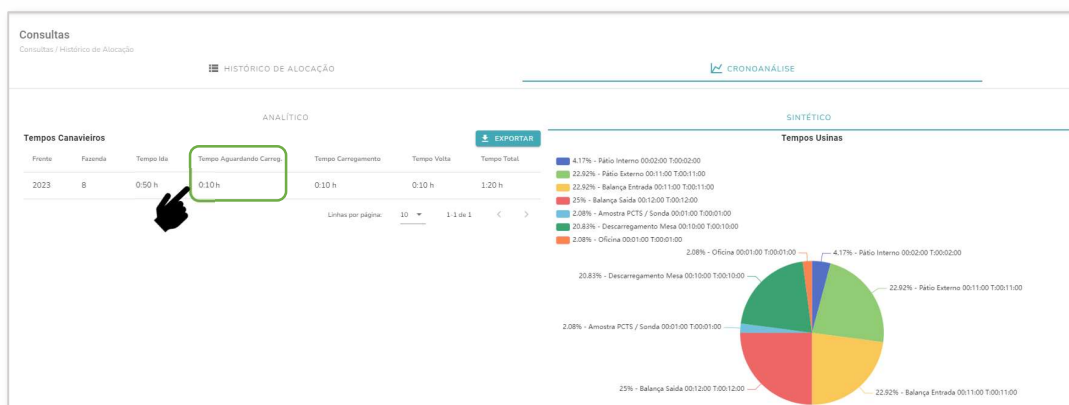 Consultas
Consultas / Histórico de Alocação
HISTÓRICO DE ALOCAÇÃO
CRONOANÁLISE
ANALÍTICO
SINTÉTICO
Tempos Canavieiros
EXPORTAR
Frente Fazenda Tempo Ida Tempo Aguardando Carreg. Tempo Carregamento Tempo Volta Tempo Total
2023 8 0:50 h 0:10 h 0:10 h 0:10 h 1:20 h
Linhas por página: 10 1-1 de 1
Tempos Usinas
4.17% - Pátio Interno 00:02:00 T:00:02:00
22.92% - Pátio Externo 00:11:00 T:00:11:00
22.92% - Balança Entrada 00:11:00 T:00:11:00
25% - Balança Saída 00:12:00 T:00:12:00
2.08% - Amostra PCTS / Sonda 00:01:00 T:00:01:00
20.83% - Descarregamento Mesa 00:10:00 T:00:10:00
2.08% - Oficina 00:01:00 T:00:01:00
2.08% - Oficina 00:01:00 T:00:01:00
4.17% - Pátio Interno 00:02:00 T:00:02:00
20.83% - Descarregamento Mesa 00:10:00 T:00:10:00
22.92% - Pátio Externo 00:11:00 T:00:11:00
2.08% - Amostra PCTS / Sonda 00:01:00 T:00:01:00
25% - Balança Saída 00:12:00 T:00:12:00
22.92% - Balança Entrada 00:11:00 T:00:11:00